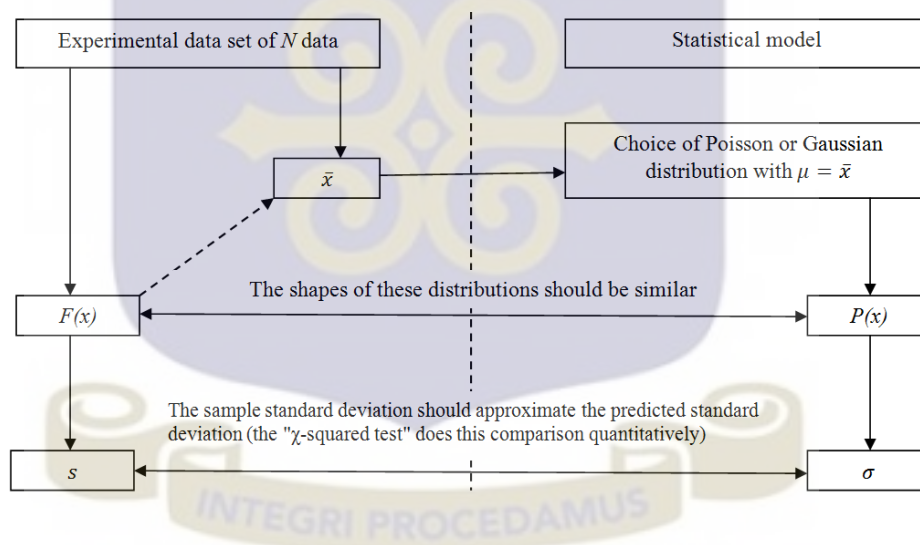 Experimental data set of N data
Statistical model
Choice of Poisson or Gaussian
distribution with μ = x̄
x̄
The shapes of these distributions should be similar
F(x)
P(x)
The sample standard deviation should approximate the predicted standard
deviation (the "χ-squared test" does this comparison quantitatively)
s
σ
INTEGRI PROCEDAMUS